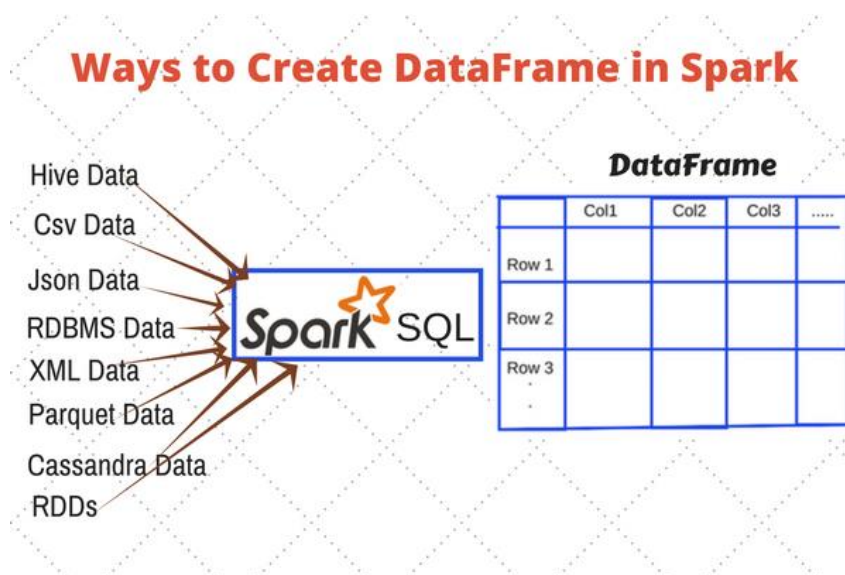 Ways to Create DataFrame in Spark
Hive Data
Csv Data
Json Data
RDBMS Data
XML Data
Parquet Data
Cassandra Data
RDDs
Spark SQL
DataFrame
Col1 Col2 Col3 .....
Row 1
Row 2
Row 3
.
.